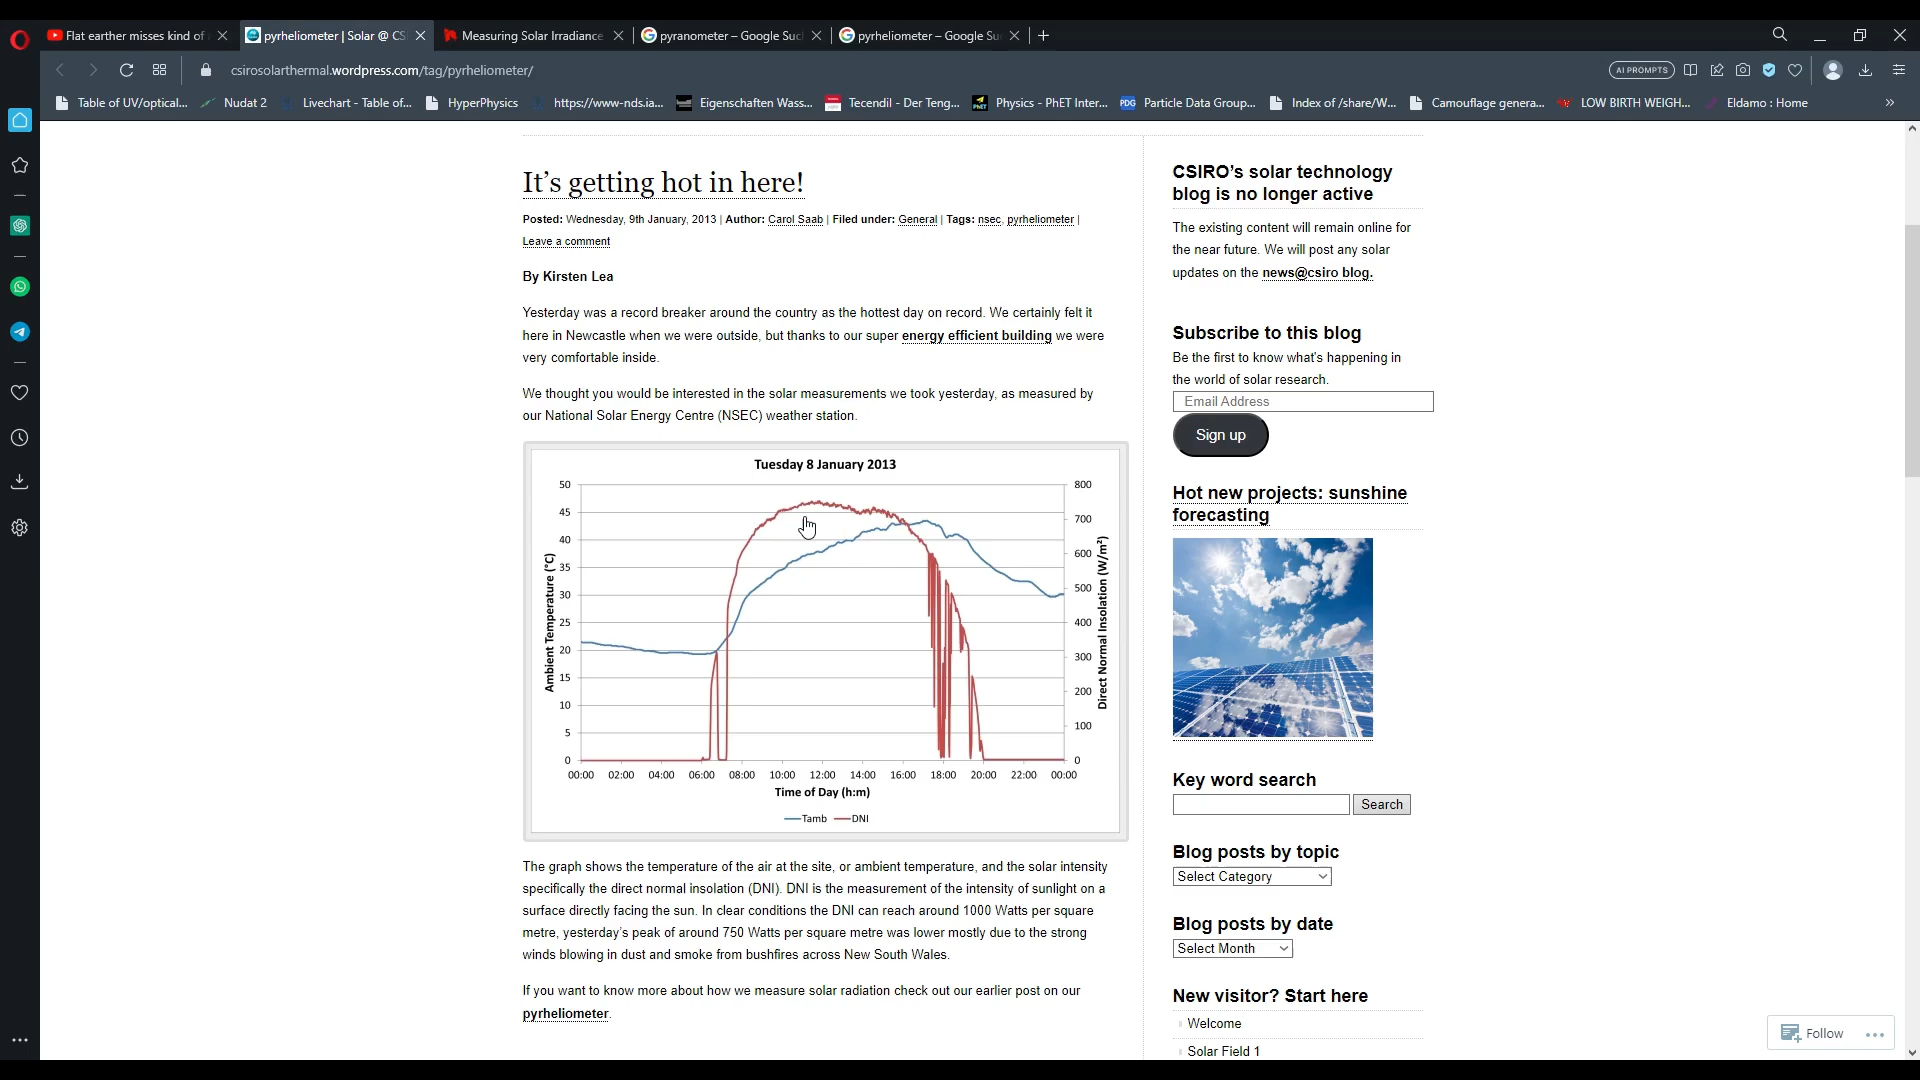 Flat earther misses kind of
pyrheliometer | Solar @ CS
Measuring Solar Irradiance
pyranometer – Google Suc
pyrheliometer – Google Su
csirosolarthermal.wordpress.com/tag/pyrheliometer/
AI PROMPTS
Table of UV/optical...
Nudat 2
Livechart - Table of...
HyperPhysics
https://www-nds.ia...
Eigenschaften Wass...
Tecendil - Der Teng...
Physics - PhET Inter...
PDG Particle Data Group...
Index of /share/W...
Camouflage genera...
LOW BIRTH WEIGH...
Eldamo : Home
»
It’s getting hot in here!
Posted: Wednesday, 9th January, 2013 | Author: Carol Saab | Filed under: General | Tags: nsec, pyrheliometer |
Leave a comment
By Kirsten Lea
Yesterday was a record breaker around the country as the hottest day on record. We certainly felt it
here in Newcastle when we were outside, but thanks to our super energy efficient building we were
very comfortable inside.
We thought you would be interested in the solar measurements we took yesterday, as measured by
our National Solar Energy Centre (NSEC) weather station.
Tuesday 8 January 2013
Ambient Temperature (°C)
50
45
40
35
30
25
20
15
10
5
0
800
700
600
500
400
300
200
100
0
Direct Normal Insolation (W/m²)
00:00 02:00 04:00 06:00 08:00 10:00 12:00 14:00 16:00 18:00 20:00 22:00 00:00
Time of Day (h:m)
Tamb DNI
The graph shows the temperature of the air at the site, or ambient temperature, and the solar intensity
specifically the direct normal insolation (DNI). DNI is the measurement of the intensity of sunlight on a
surface directly facing the sun. In clear conditions the DNI can reach around 1000 Watts per square
metre, yesterday’s peak of around 750 Watts per square metre was lower mostly due to the strong
winds blowing in dust and smoke from bushfires across New South Wales.
If you want to know more about how we measure solar radiation check out our earlier post on our
pyrheliometer.
CSIRO’s solar technology
blog is no longer active
The existing content will remain online for
the near future. We will post any solar
updates on the news@csiro blog.
Subscribe to this blog
Be the first to know what's happening in
the world of solar research.
Email Address
Sign up
Hot new projects: sunshine
forecasting
Key word search
Search
Blog posts by topic
Select Category
Blog posts by date
Select Month
New visitor? Start here
Welcome
Solar Field 1
Follow